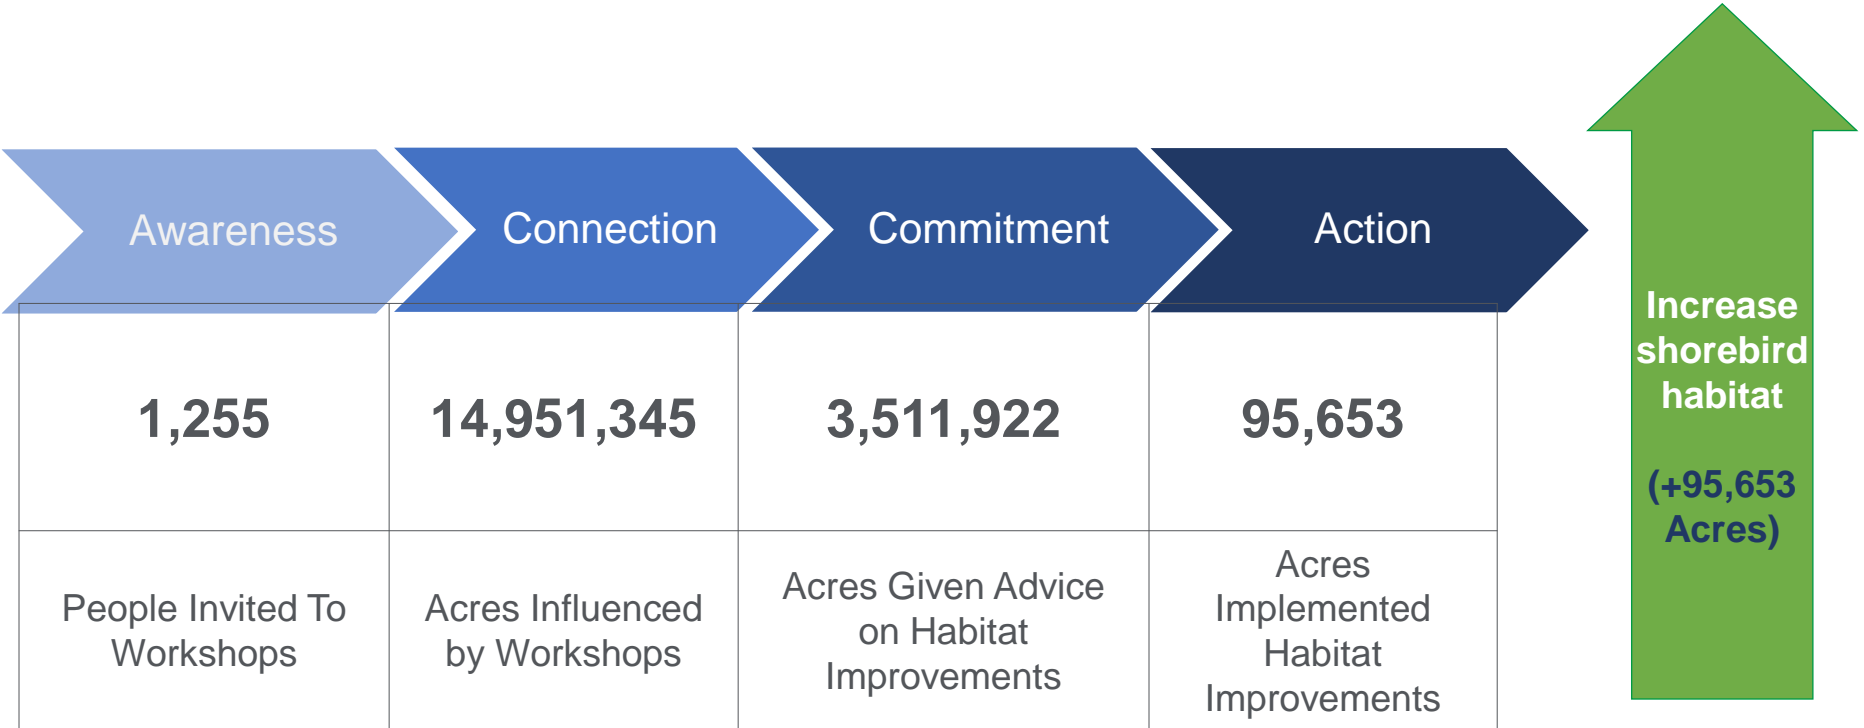 Awareness
Connection
Commitment
Action
1,255
14,951,345
3,511,922
95,653
People Invited To
Workshops
Acres Influenced
by Workshops
Acres Given Advice
on Habitat
Improvements
Acres
Implemented
Habitat
Improvements
Increase
shorebird
habitat
(+95,653
Acres)